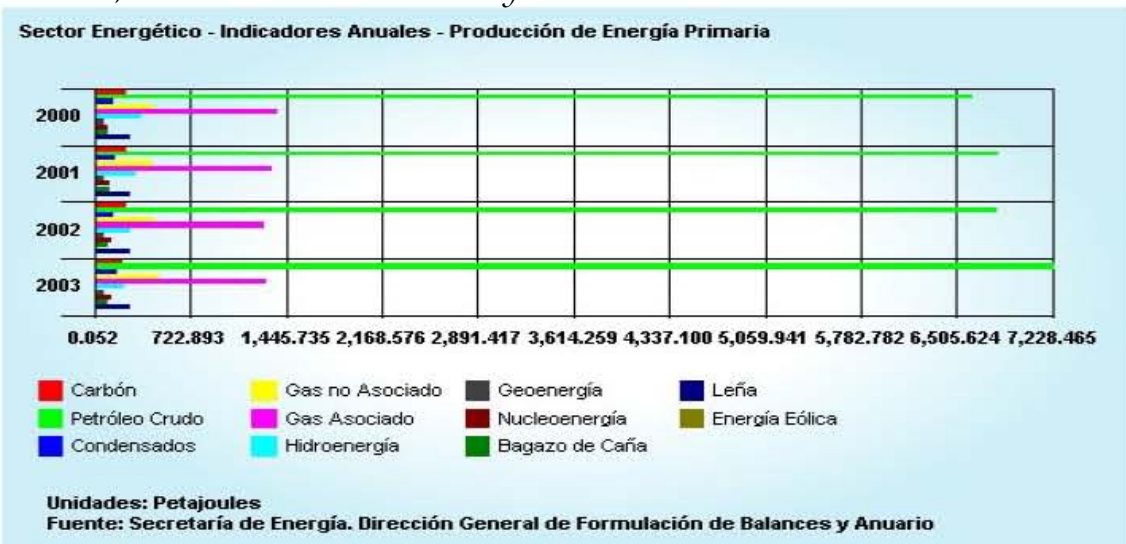 Sector Energético - Indicadores Anuales - Producción de Energía Primaria
2000
2001
2002
2003
0.052 722.893 1,445.735 2,168.576 2,891.417 3,614.259 4,337.100 5,059.941 5,782.782 6,505.624 7,228.465
Carbón Gas no Asociado Geoenergía Leña
Petróleo Crudo Gas Asociado Nucleoenergía Energía Eólica
Condensados Hidroenergía Bagazo de Caña
Unidades: Petajoules
Fuente: Secretaría de Energía. Dirección General de Formulación de Balances y Anuario